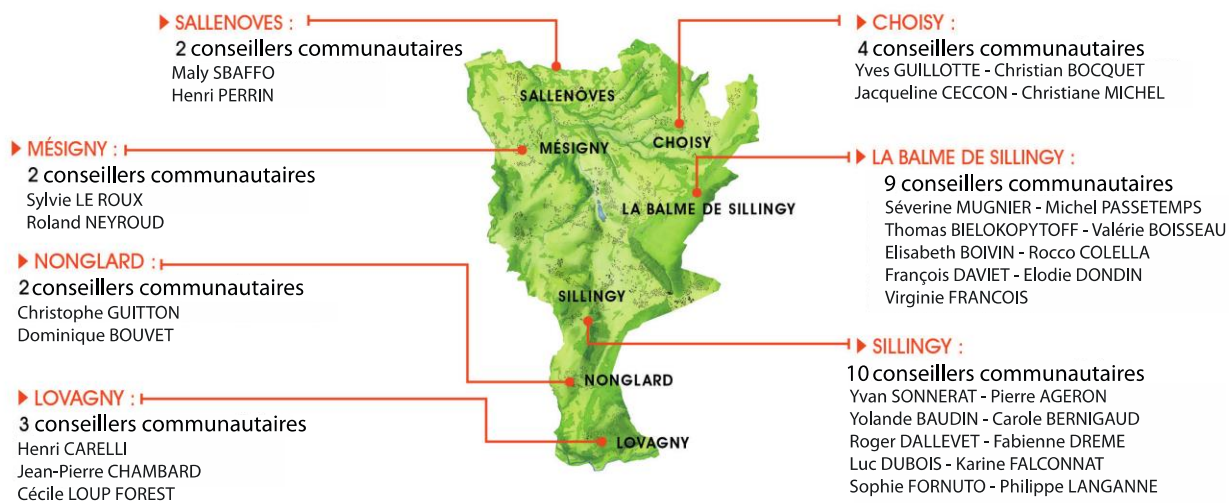 ▶ SALLENOVES :
2 conseillers communautaires
Maly SBAFFO
Henri PERRIN
▶ MÉSIGNY :
2 conseillers communautaires
Sylvie LE ROUX
Roland NEYROUD
▶ NONGLARD :
2 conseillers communautaires
Christophe GUITTON
Dominique BOUVET
▶ LOVAGNY :
3 conseillers communautaires
Henri CARELLI
Jean-Pierre CHAMBARD
Cécile LOUP FOREST
SALLENÔVES
MÉSIGNY
CHOISY
LA BALME DE SILLINGY
SILLINGY
NONGLARD
LOVAGNY
▶ CHOISY :
4 conseillers communautaires
Yves GUILLOTTE - Christian BOCQUET
Jacqueline CECCON - Christiane MICHEL
▶ LA BALME DE SILLINGY :
9 conseillers communautaires
Séverine MUGNIER - Michel PASSETEMPS
Thomas BIELOKOPYTOFF - Valérie BOISSEAU
Elisabeth BOIVIN - Rocco COLELLA
François DAVIET - Elodie DONDIN
Virginie FRANCOIS
▶ SILLINGY :
10 conseillers communautaires
Yvan SONNERAT - Pierre AGERON
Yolande BAUDIN - Carole BERNIGAUD
Roger DALLEVET - Fabienne DREME
Luc DUBOIS - Karine FALCONNAT
Sophie FORNUTO - Philippe LANGANNE